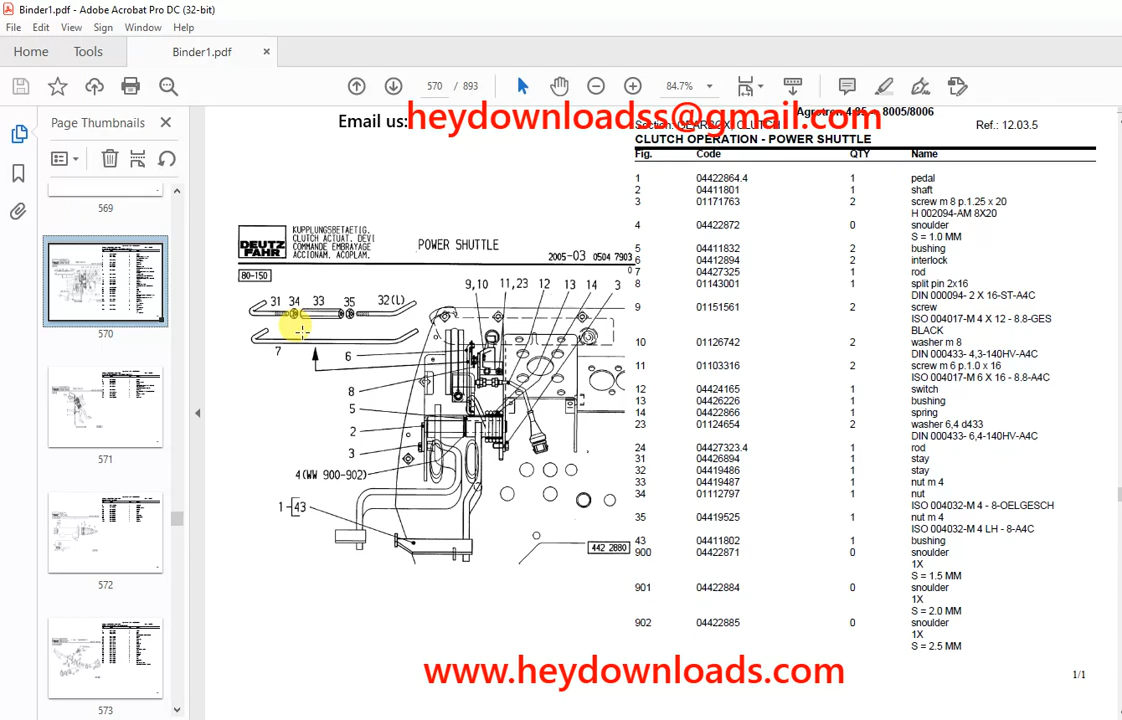 Binder1.pdf - Adobe Acrobat Pro DC (32-bit)
File Edit View Sign Window Help
Home Tools Binder1.pdf ×
570 / 893 84.7%
Page Thumbnails
569
570
571
572
573
Email us: heydownloadss@gmail.com
Agrotron 4.85 - 8005/8006
Section: GEARBOX, CLUTCH Ref.: 12.03.5
CLUTCH OPERATION - POWER SHUTTLE
Fig. Code QTY Name
1 04422864.4 1 pedal
2 04411801 1 shaft
3 01171763 2 screw m 8 p.1.25 x 20
H 002094-AM 8X20
4 04422872 0 snoulder
S = 1.0 MM
5 04411832 2 bushing
6 04412894 2 interlock
7 04427325 1 rod
8 01143001 1 split pin 2x16
DIN 000094- 2 X 16-ST-A4C
9 01151561 2 screw
ISO 004017-M 4 X 12 - 8.8-GES
BLACK
10 01126742 2 washer m 8
DIN 000433- 4,3-140HV-A4C
11 01103316 2 screw m 6 p.1.0 x 16
ISO 004017-M 6 X 16 - 8.8-A4C
12 04424165 1 switch
13 04426226 1 bushing
14 04422866 1 spring
23 01124654 2 washer 6,4 d433
DIN 000433- 6,4-140HV-A4C
24 04427323.4 1 rod
31 04426894 1 stay
32 04419486 1 stay
33 04419487 1 nut m 4
34 01112797 1 nut
ISO 004032-M 4 - 8-OELGESCH
35 04419525 1 nut m 4
ISO 004032-M 4 LH - 8-A4C
43 04411802 1 bushing
900 04422871 0 snoulder
1X
S = 1.5 MM
901 04422884 0 snoulder
1X
S = 2.0 MM
902 04422885 0 snoulder
1X
S = 2.5 MM
1/1
DEUTZ
FAHR
KUPPLUNGSBETAETIG.
CLUTCH ACTUAT. DEVI
COMMANDE EMBRAYAGE
ACCIONAM. ACOPLAM.
POWER SHUTTLE
2005-03 0504 7903
0
80-150
31 34 33 35 32(L)
9,10 11,23 12 13 14 3
7
6
8
5
2
3
4(WW 900-902)
1-[43
442 2880
www.heydownloads.com